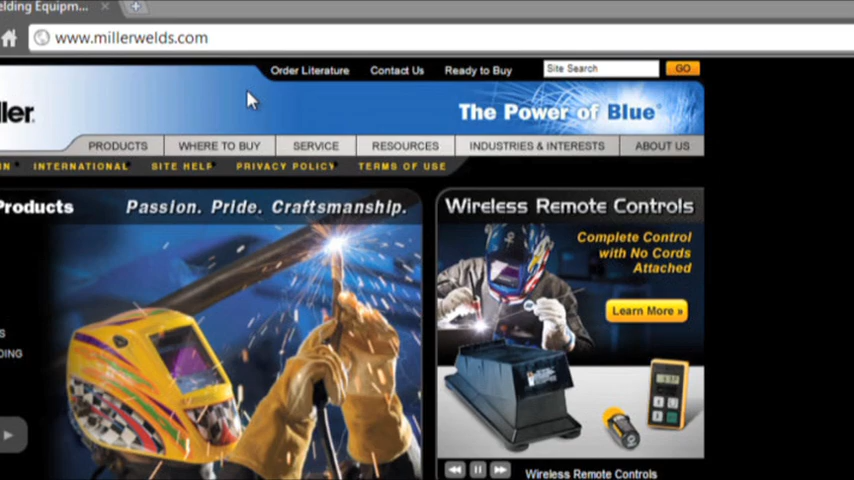 elding Equipm...
www.millerwelds.com
Order Literature Contact Us Ready to Buy Site Search GO
ller.
The Power of Blue®
PRODUCTS WHERE TO BUY SERVICE RESOURCES INDUSTRIES & INTERESTS ABOUT US
IN INTERNATIONAL SITE HELP PRIVACY POLICY TERMS OF USE
Products
Passion. Pride. Craftsmanship.
Wireless Remote Controls
Complete Control
with No Cords
Attached
Learn More »
S
DING
Wireless Remote Controls